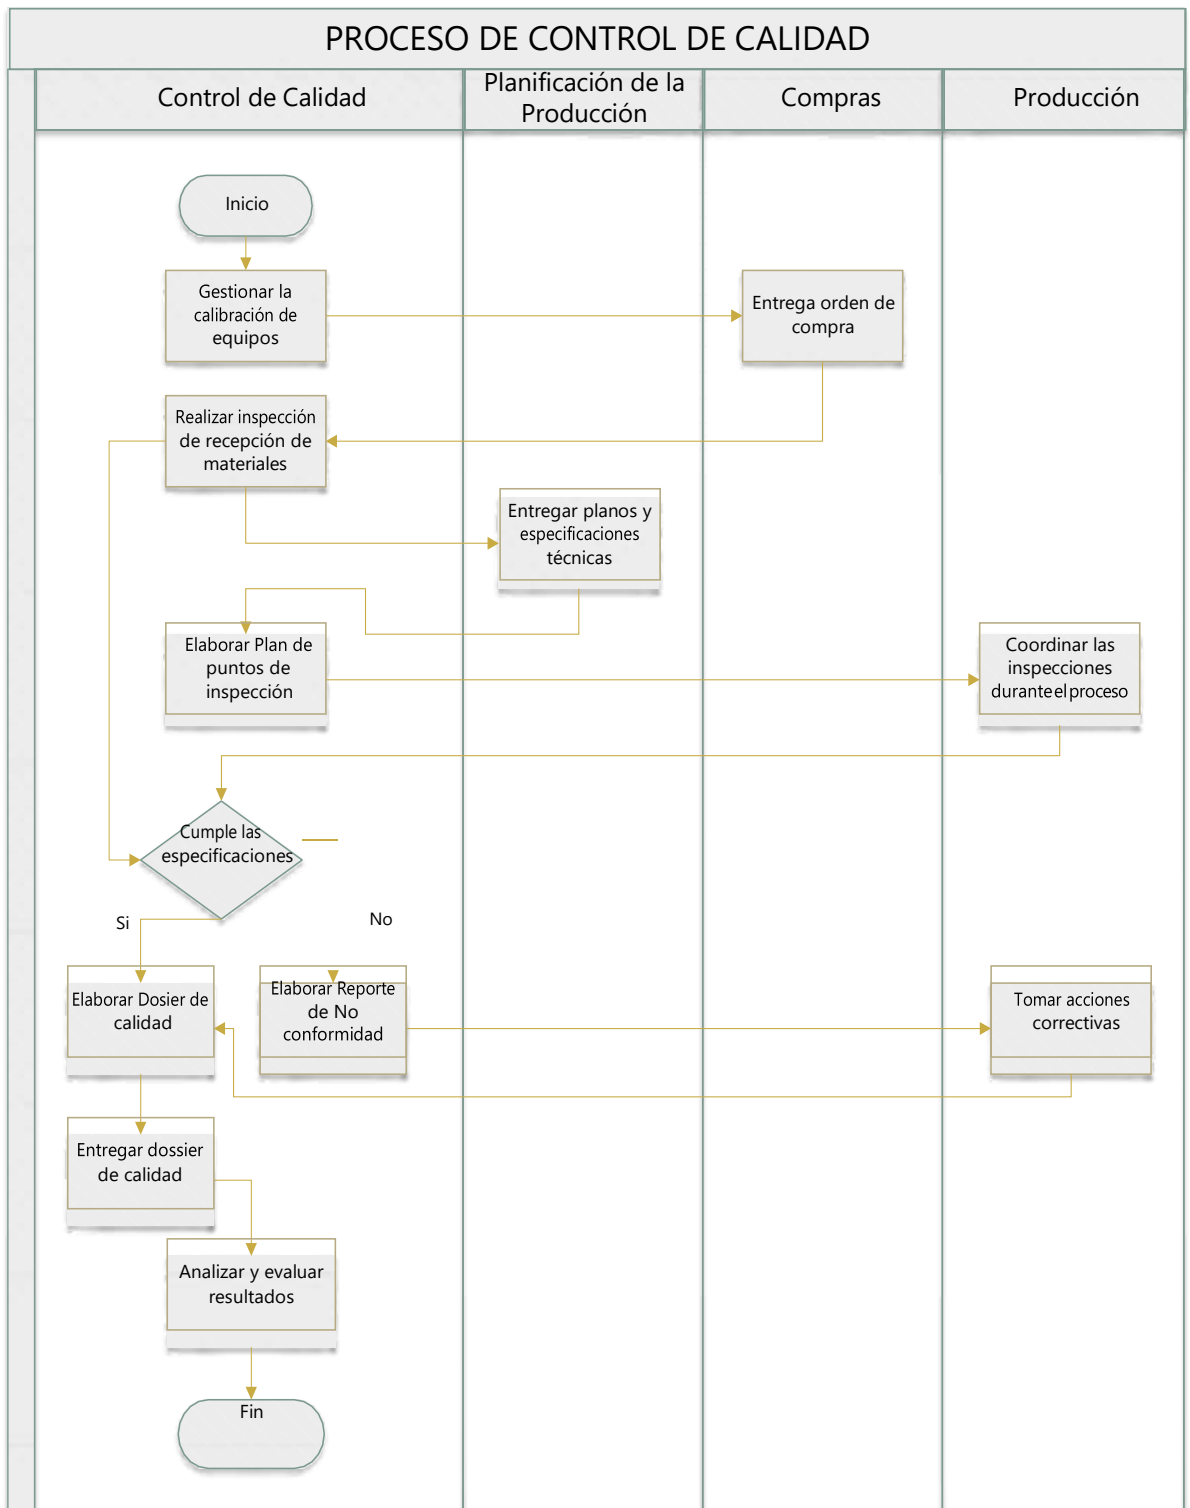 PROCESO DE CONTROL DE CALIDAD
Control de Calidad
Planificación de la
Producción
Compras
Producción
Inicio
Gestionar la
calibración de
equipos
Entrega orden de
compra
Realizar inspección
de recepción de
materiales
Entregar planos y
especificaciones
técnicas
Elaborar Plan de
puntos de
inspección
Coordinar las
inspecciones
durante el proceso
Cumple las
especificaciones
Si
No
Elaborar Dosier de
calidad
Elaborar Reporte
de No
conformidad
Tomar acciones
correctivas
Entregar dossier
de calidad
Analizar y evaluar
resultados
Fin